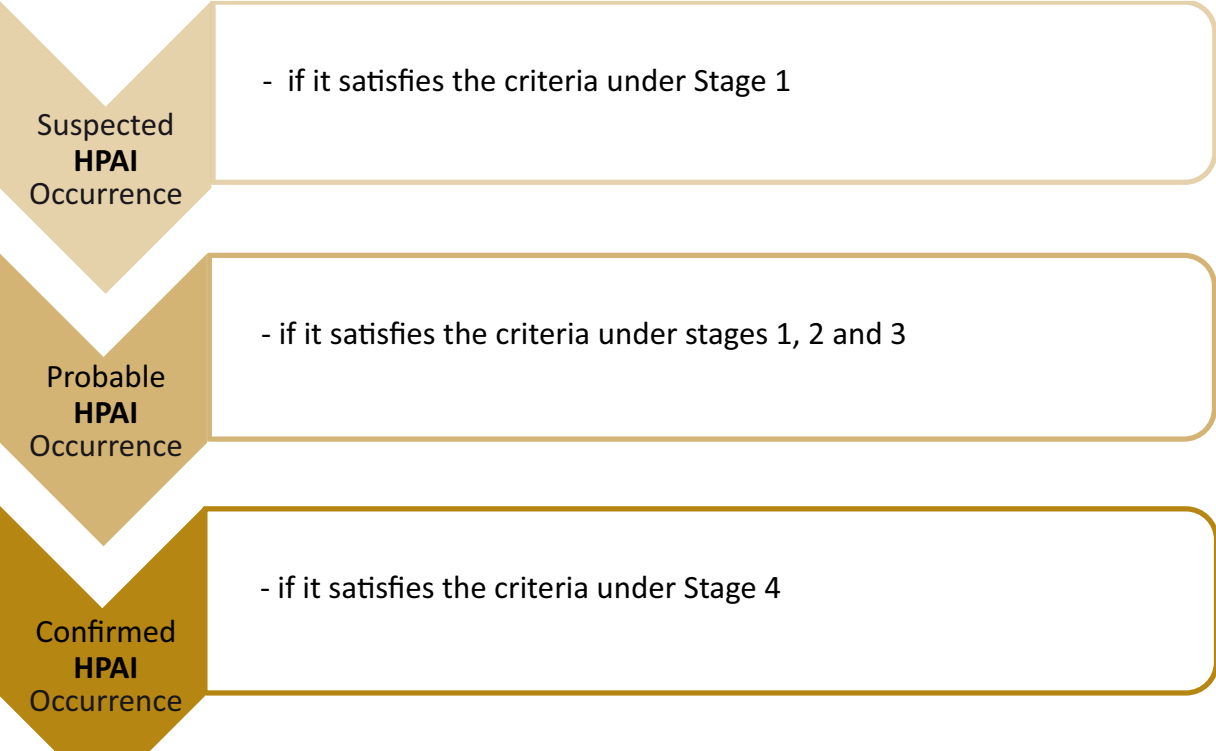 - if it satisfies the criteria under Stage 1
Suspected
HPAI
Occurrence
- if it satisfies the criteria under stages 1, 2 and 3
Probable
HPAI
Occurrence
- if it satisfies the criteria under Stage 4
Confirmed
HPAI
Occurrence